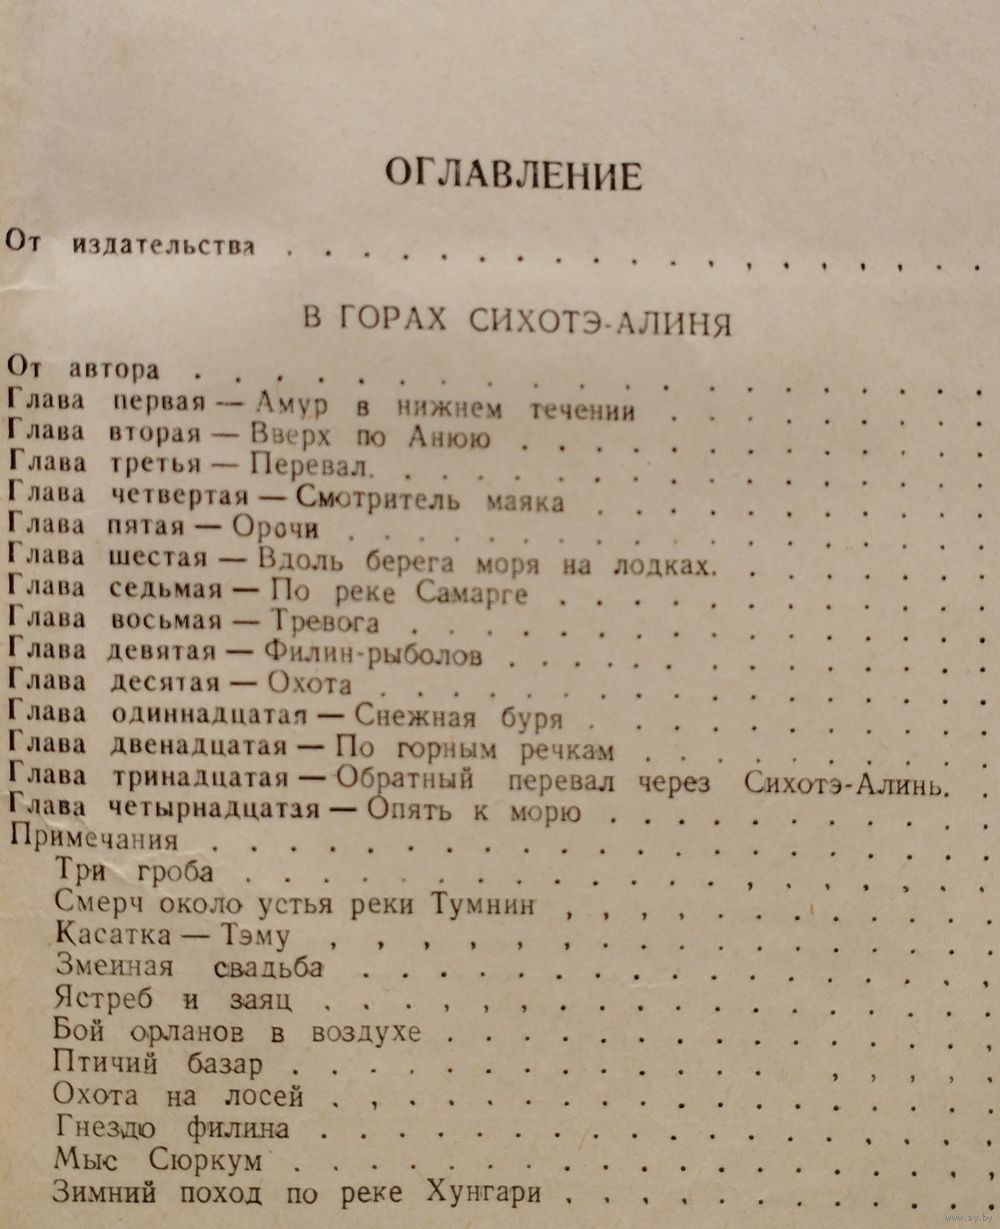 ОГЛАВЛЕНИЕ
От издательства . . . . . . . . . . . . . . . . . . .
В ГОРАХ СИХОТЭ-АЛИНЯ
От автора . . . . . . . . . . . . . . . . . . . .
Глава первая — Амур в нижнем течении . . . . . . . . .
Глава вторая — Вверх по Анюю . . . . . . . . . . . . .
Глава третья — Перевал. . . . . . . . . . . . . . . . .
Глава четвертая — Смотритель маяка . . . . . . . . . . .
Глава пятая — Орочи . . . . . . . . . . . . . . . . . .
Глава шестая — Вдоль берега моря на лодках. . . . . . . .
Глава седьмая — По реке Самарге . . . . . . . . . . . .
Глава восьмая — Тревога . . . . . . . . . . . . . . . .
Глава девятая — Филин-рыболов . . . . . . . . . . . . .
Глава десятая — Охота . . . . . . . . . . . . . . . . .
Глава одиннадцатая — Снежная буря . . . . . . . . . . .
Глава двенадцатая — По горным речкам . . . . . . . . . .
Глава тринадцатая — Обратный перевал через Сихотэ-Алинь. .
Глава четырнадцатая — Опять к морю . . . . . . . . . . .
Примечания . . . . . . . . . . . . . . . . . . . . .
Три гроба . . . . . . . . . . . . . . . . . . . .
Смерч около устья реки Тумнин . . . . . . . . . . . .
Касатка — Тэму . . . . . . . . . . . . . . . .
Змеиная свадьба . . . . . . . . . . . . . . . . .
Ястреб и заяц . . . . . . . . . . . . . . . . . .
Бой орланов в воздухе . . . . . . . . . . . . . . .
Птичий базар . . . . . . . . . . . . . . . . . .
Охота на лосей . . . . . . . . . . . . . . . . . .
Гнездо филина . . . . . . . . . . . . . . . . . .
Мыс Сюркум . . . . . . . . . . . . . . . . . . .
Зимний поход по реке Хунгари . . . . . . . . . . . .
www.ay.by